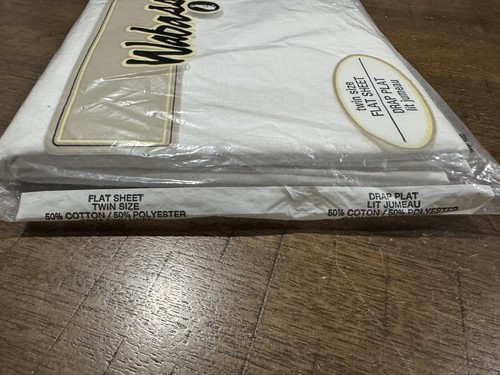 twin size
FLAT SHEET
DRAP PLAT
lit jumeau
FLAT SHEET
TWIN SIZE
50% COTTON / 50% POLYESTER
DRAP PLAT
LIT JUMEAU
50% COTON / 50% POLYESTER